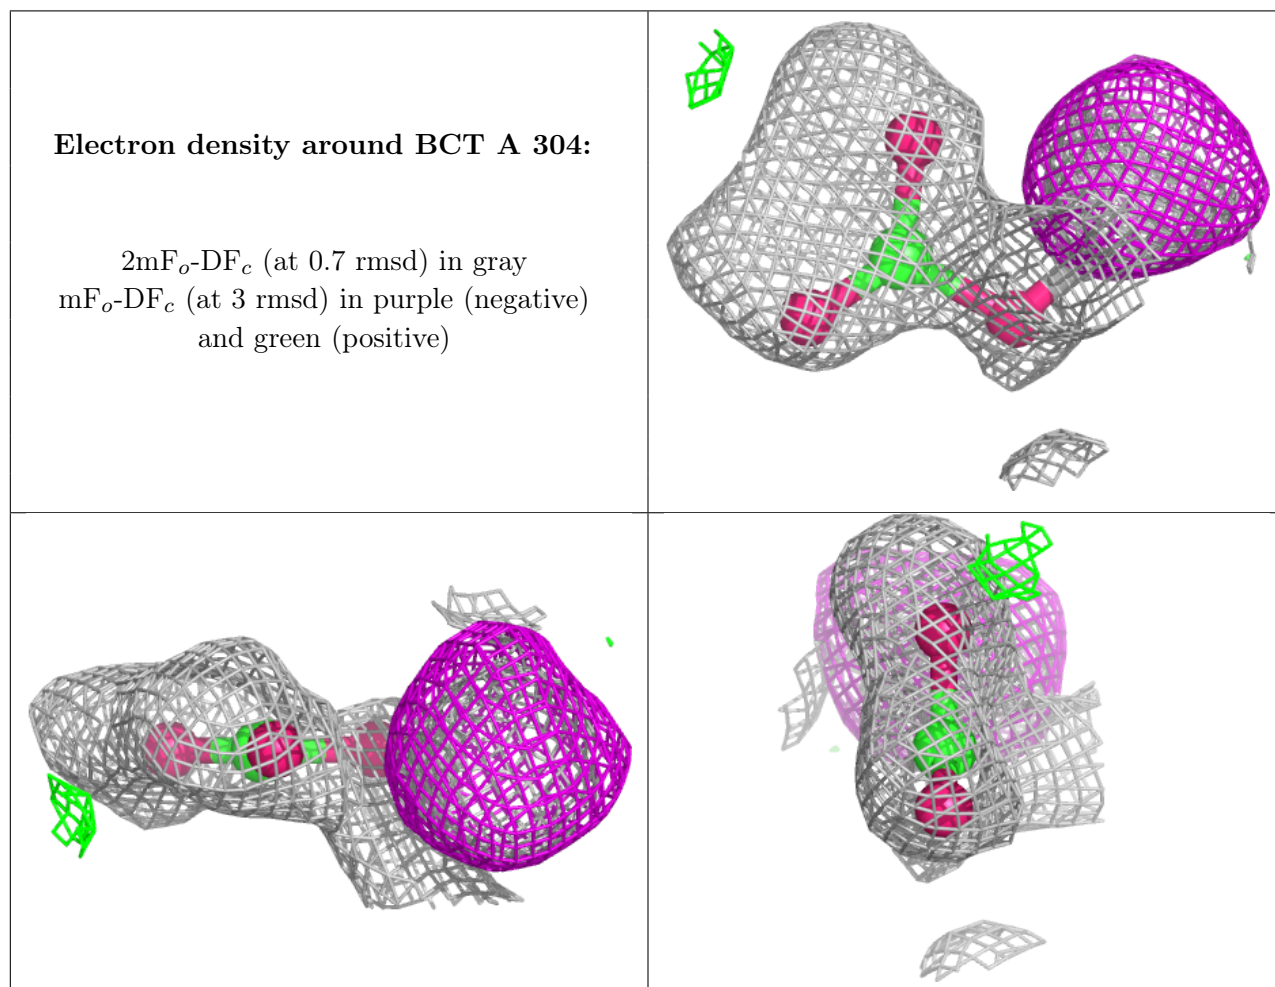 Electron density around BCT A 304:
2mFo-DFc (at 0.7 rmsd) in gray
mFo-DFc (at 3 rmsd) in purple (negative)
and green (positive)